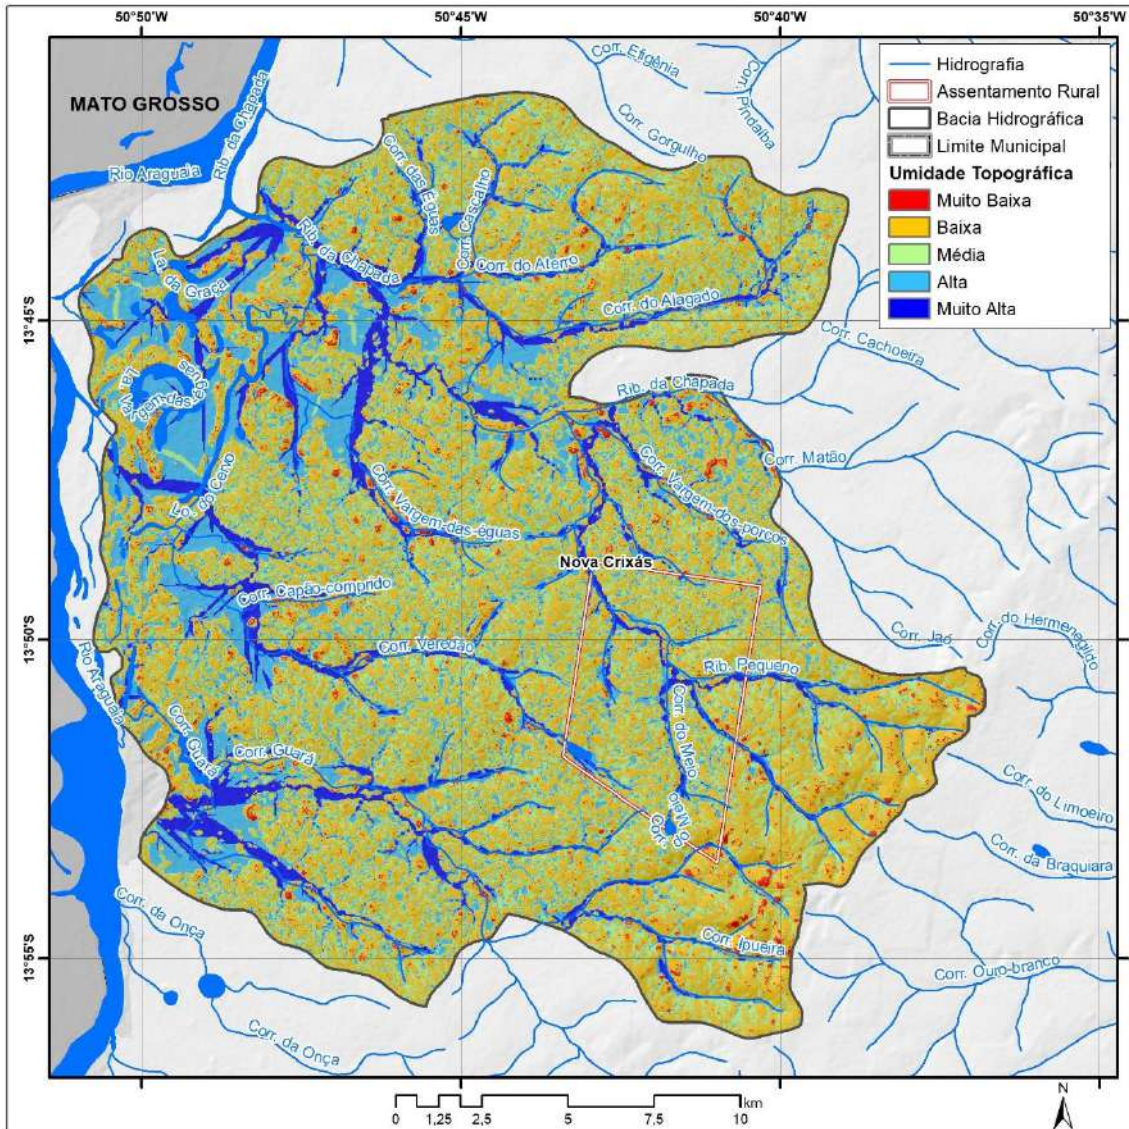 50°50'W
50°45'W
50°40'W
50°35'W
MATO GROSSO
Rio Araguaia
Rib. da Chapada
Corr. Efigênia
Corr. Pindaíba
Corr. Gorgulho
Hidrografia
Assentamento Rural
Bacia Hidrográfica
Limite Municipal
Umidade Topográfica
Muito Baixa
Baixa
Média
Alta
Muito Alta
Corr. das Éguas
Corr. Cascalho
Rib. da Chapada
Corr. do Aterro
La. da Graça
Corr. do Alagado
13°45'S
Corr. Cachoeira
Rib. da Chapada
Corr. Matão
Corr. Vargem-dos-porcos
Lo. do Cervo
Corr. Vargem-das-éguas
Nova Crixás
Corr. Capão-comprido
Corr. Jaó
Corr. do Hermenegildo
13°50'S
Corr. Veredão
Rib. Pequeno
Rio Araguaia
Corr. Guará
Corr. Guará
Corr. do Meio
Corr. do Limoeiro
Corr. do Meio
Corr. da Braquiara
Corr. da Onça
Corr. Ipueira
13°55'S
Corr. Ouro-branco
Corr. da Onça
km
0
1,25
2,5
5
7,5
10
N